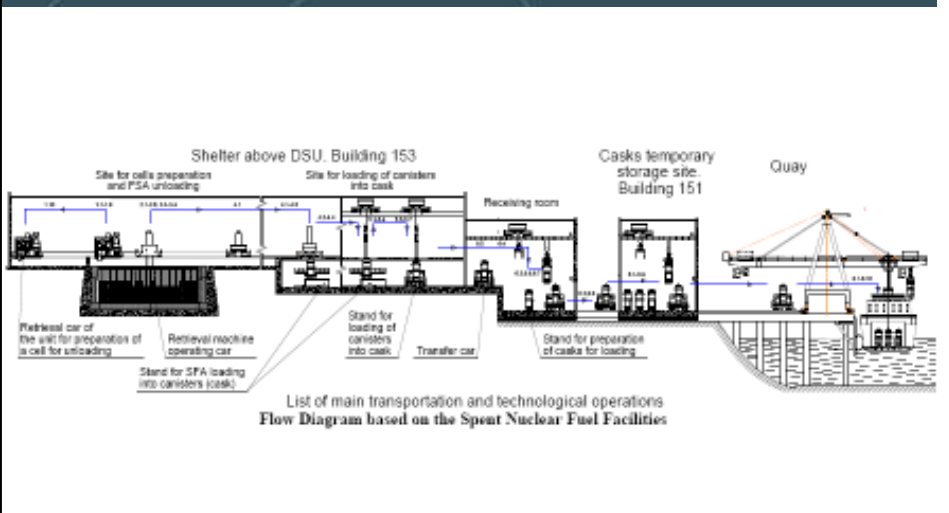 Shelter above DSU. Building 153
Site for cells preparation
and FSA unloading
Site for loading of canisters
into cask
Receiving room
Casks temporary
storage site.
Building 151
Quay
Retrieval car of
the unit for preparation of
a cell for unloading
Retrieval machine
operating car
Stand for SFA loading
into canisters (cask)
Stand for
loading of
canisters
into cask
Transfer car
Stand for preparation
of casks for loading
List of main transportation and technological operations
Flow Diagram based on the Spent Nuclear Fuel Facilities